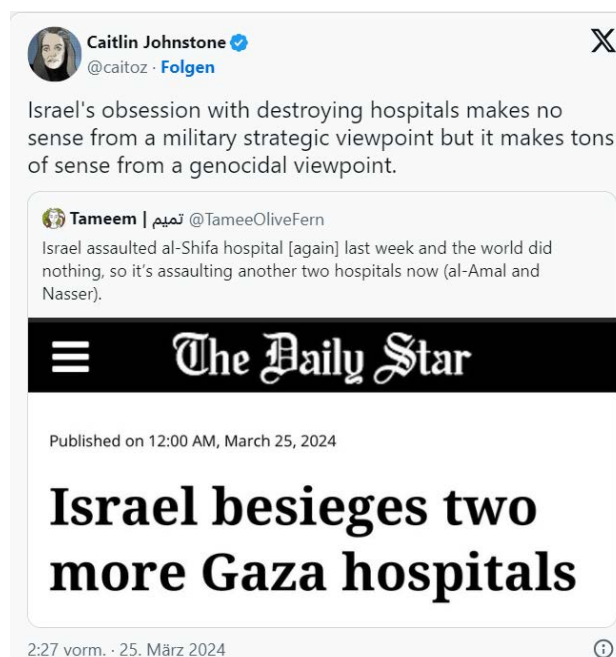 Caitlin Johnstone
@caitoz · Folgen
X
Israel's obsession with destroying hospitals makes no
sense from a military strategic viewpoint but it makes tons
of sense from a genocidal viewpoint.
Tameem | تميم @TameeOliveFern
Israel assaulted al-Shifa hospital [again] last week and the world did
nothing, so it's assaulting another two hospitals now (al-Amal and
Nasser).
The Daily Star
Published on 12:00 AM, March 25, 2024
Israel besieges two
more Gaza hospitals
2:27 vorm. · 25. März 2024